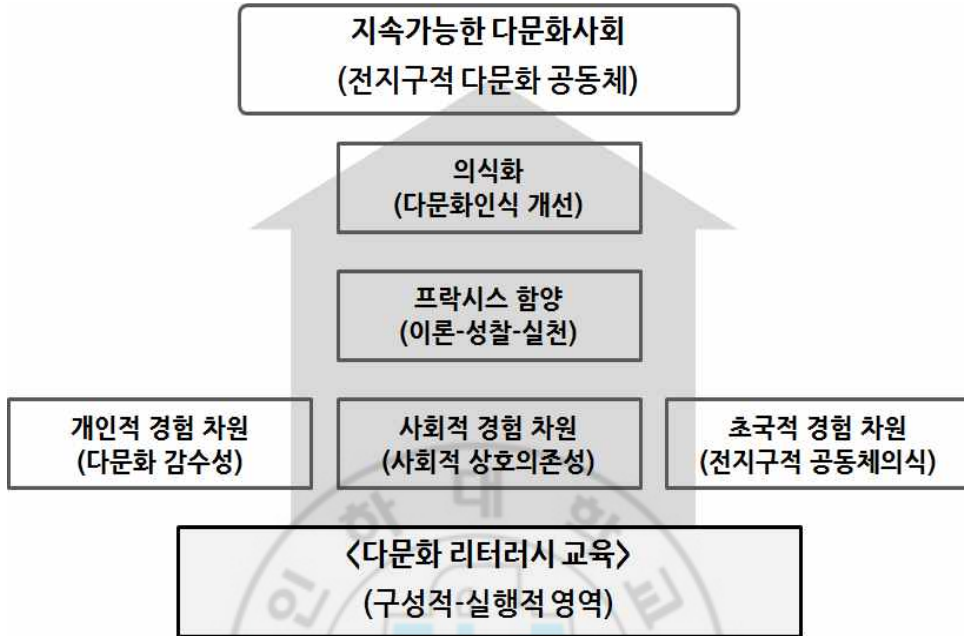 지속가능한 다문화사회
(전지구적 다문화 공동체)
의식화
(다문화인식 개선)
프락시스 함양
(이론-성찰-실천)
개인적 경험 차원
(다문화 감수성)
사회적 경험 차원
(사회적 상호의존성)
초국적 경험 차원
(전지구적 공동체의식)
인하대학교
〈다문화 리터러시 교육〉
(구성적-실행적 영역)